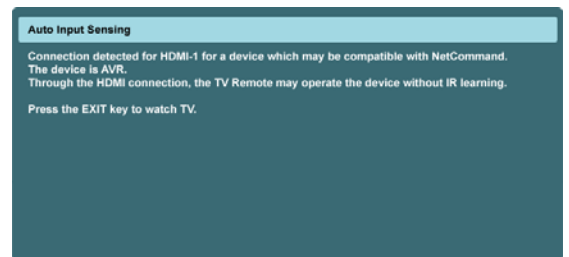 Auto Input Sensing
Connection detected for HDMI-1 for a device which may be compatible with NetCommand.
The device is AVR.
Through the HDMI connection, the TV Remote may operate the device without IR learning.
Press the EXIT key to watch TV.